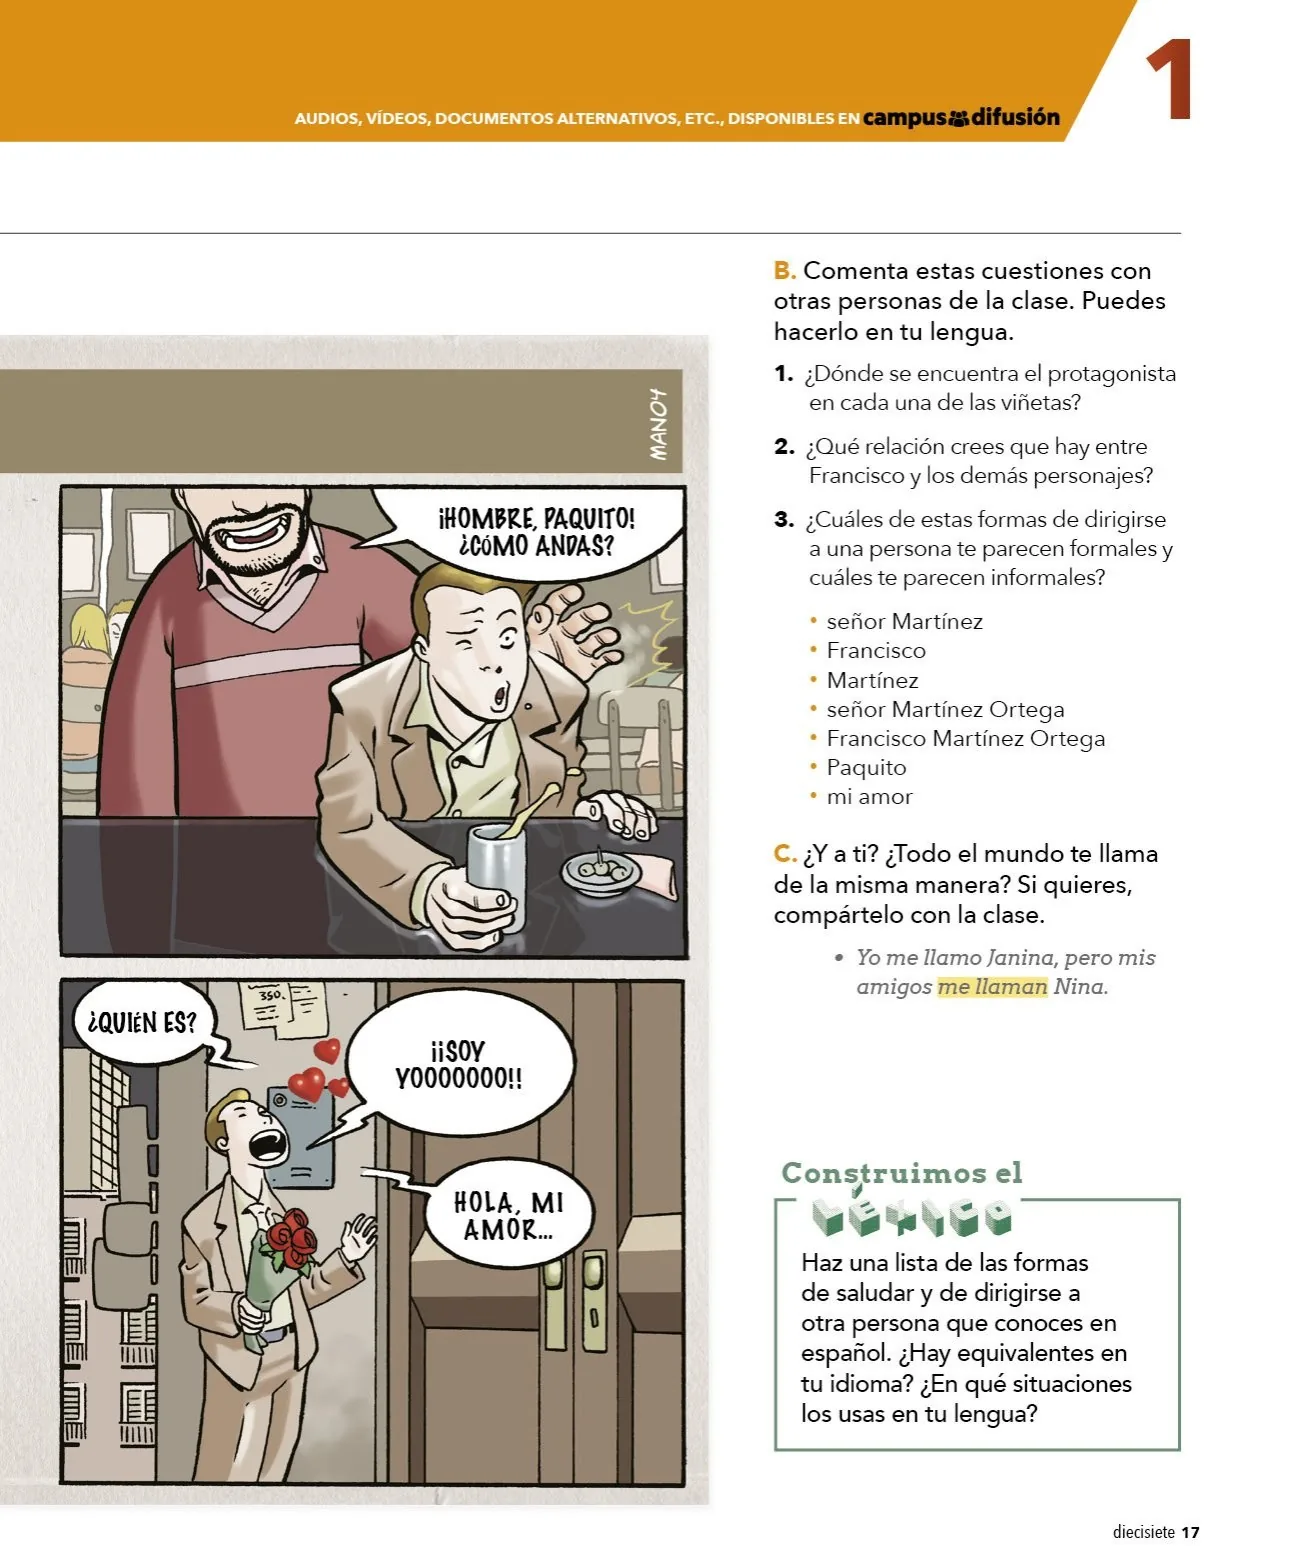 AUDIOS, VÍDEOS, DOCUMENTOS ALTERNATIVOS, ETC., DISPONIBLES EN campus difusión
1
MAN04
¡HOMBRE, PAQUITO!
¿CÓMO ANDAS?
¿QUIÉN ES?
350.
¡¡SOY
YOOOOOOO!!
HOLA, MI
AMOR...
B. Comenta estas cuestiones con
otras personas de la clase. Puedes
hacerlo en tu lengua.
1. ¿Dónde se encuentra el protagonista
en cada una de las viñetas?
2. ¿Qué relación crees que hay entre
Francisco y los demás personajes?
3. ¿Cuáles de estas formas de dirigirse
a una persona te parecen formales y
cuáles te parecen informales?
• señor Martínez
• Francisco
• Martínez
• señor Martínez Ortega
• Francisco Martínez Ortega
• Paquito
• mi amor
C. ¿Y a ti? ¿Todo el mundo te llama
de la misma manera? Si quieres,
compártelo con la clase.
• Yo me llamo Janina, pero mis
amigos me llaman Nina.
Construimos el
LÉXICO
Haz una lista de las formas
de saludar y de dirigirse a
otra persona que conoces en
español. ¿Hay equivalentes en
tu idioma? ¿En qué situaciones
los usas en tu lengua?
diecisiete 17